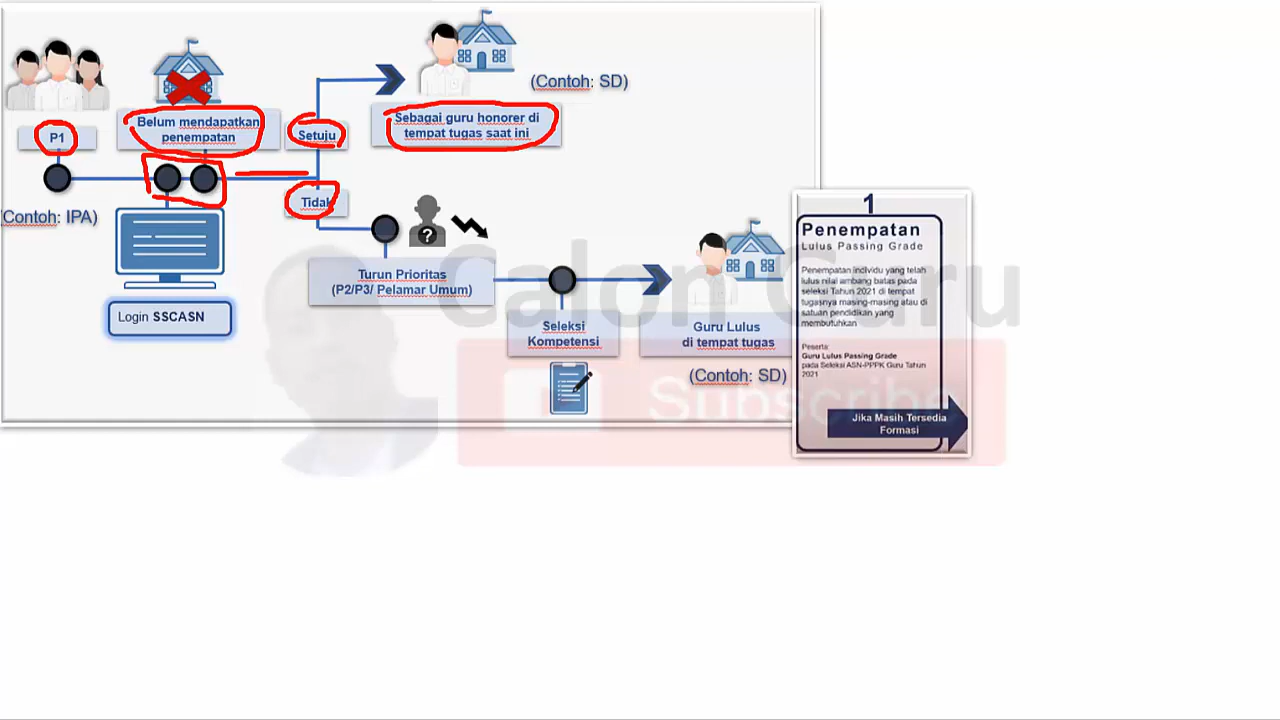 (Contoh: SD)
Belum mendapatkan
penempatan
P1
Setuju
Sebagai guru honorer di
tempat tugas saat ini
Tidak
(Contoh: IPA)
Login SSCASN
Turun Prioritas
(P2/P3/ Pelamar Umum)
Seleksi
Kompetensi
Guru Lulus
di tempat tugas
(Contoh: SD)
1
Penempatan
Lulus Passing Grade
Penempatan individu yang telah
lulus nilai ambang batas pada
seleksi Tahun 2021 di tempat
tugasnya masing-masing atau di
satuan pendidikan yang
membutuhkan
Peserta:
Guru Lulus Passing Grade
pada Seleksi ASN-PPPK Guru Tahun
2021
Jika Masih Tersedia
Formasi
Calon Guru
Subscribe